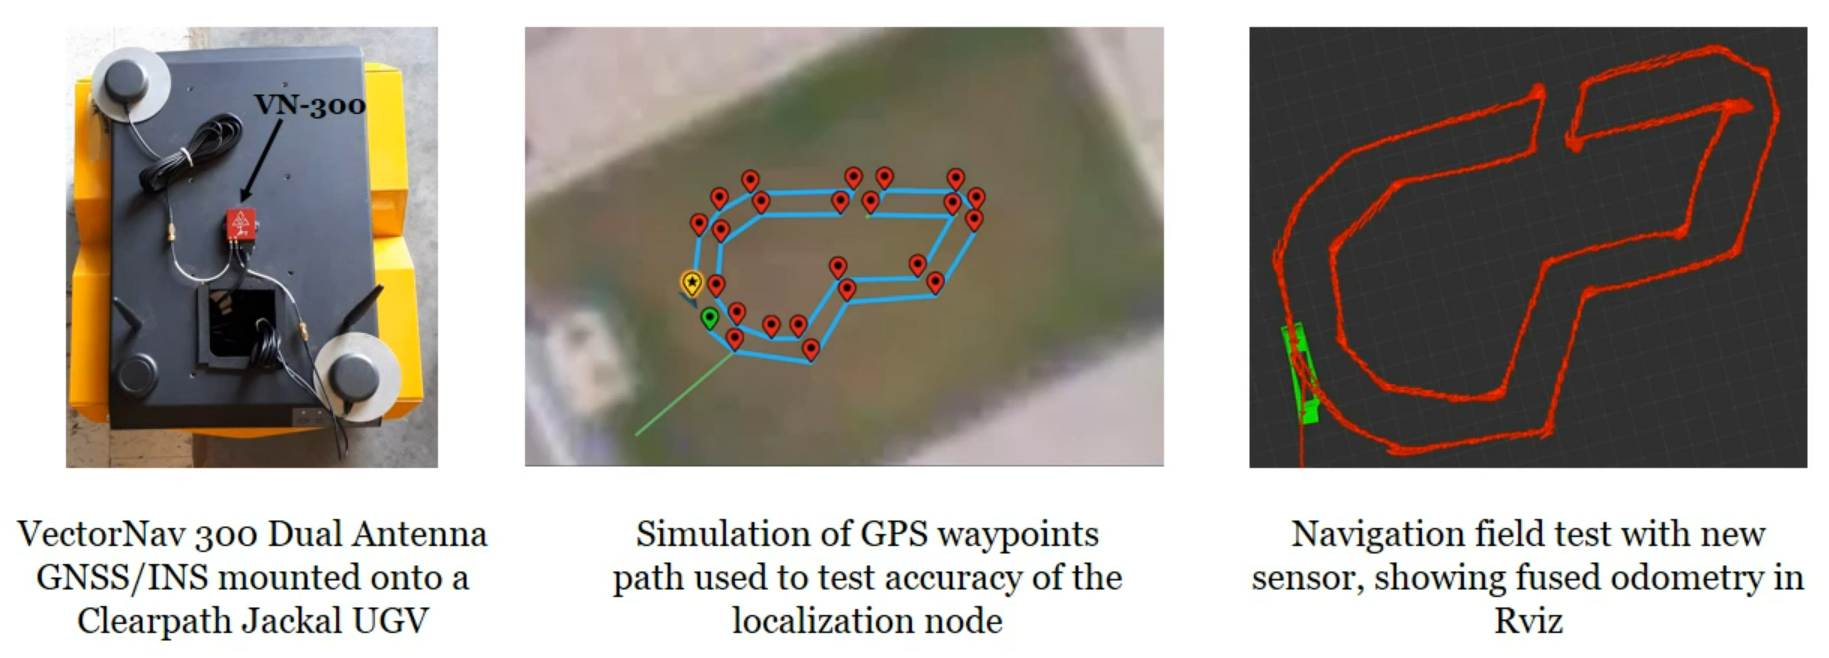 VN-300
VectorNav 300 Dual Antenna
GNSS/INS mounted onto a
Clearpath Jackal UGV
Simulation of GPS waypoints
path used to test accuracy of the
localization node
Navigation field test with new
sensor, showing fused odometry in
Rviz